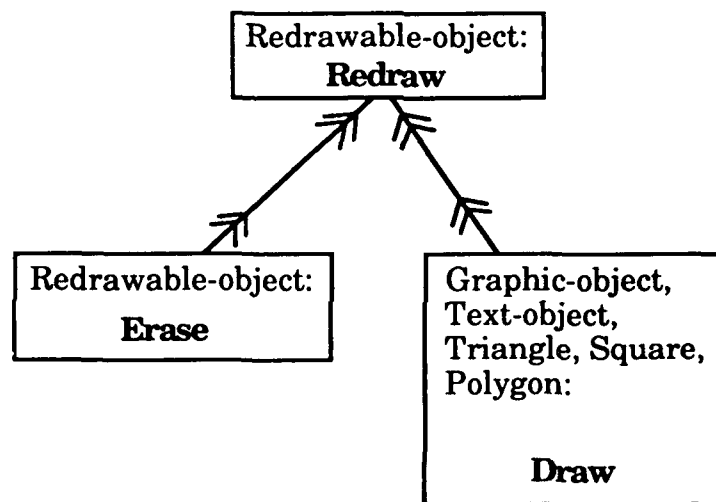 Redrawable-object:
Redraw
Redrawable-object:
Erase
Graphic-object,
Text-object,
Triangle, Square,
Polygon:
Draw